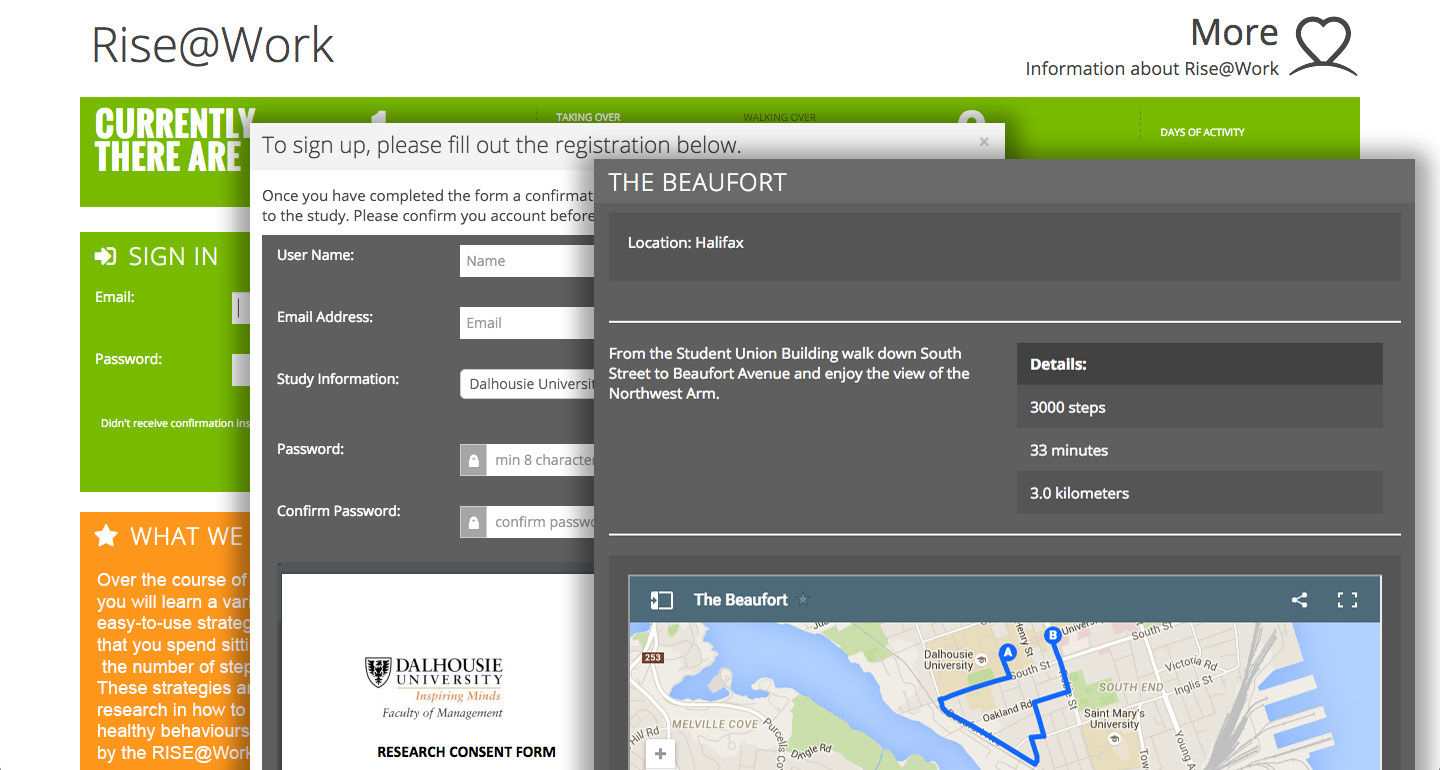 Rise@Work
More
Information about Rise@Work
CURRENTLY
THERE ARE
1
TAKING OVER
WALKING OVER
DAYS OF ACTIVITY
SIGN IN
Email:
Password:
Didn't receive confirmation ins
WHAT WE
Over the course of
you will learn a vari
easy-to-use strateg
that you spend sitti
the number of step
These strategies ar
research in how to
healthy behaviours
by the RISE@Work
To sign up, please fill out the registration below.
×
Once you have completed the form a confirmat
to the study. Please confirm you account before
User Name:
Name
Email Address:
Email
Study Information:
Dalhousie Universit
Password:
min 8 character
Confirm Password:
confirm passwo
DALHOUSIE
UNIVERSITY
Inspiring Minds
Faculty of Management
RESEARCH CONSENT FORM
THE BEAUFORT
Location: Halifax
From the Student Union Building walk down South
Street to Beaufort Avenue and enjoy the view of the
Northwest Arm.
Details:
3000 steps
33 minutes
3.0 kilometers
The Beaufort
253
Dalhousie
University
A
B
Henry St
University
South St
South St
Victoria Rd
SOUTH END
Inglis St
Oakland Rd
Beaufort Ave
Saint Mary's
University
MELVILLE COVE
Purcells
Dingle Rd
Hill Rd
Young A
Tow
+